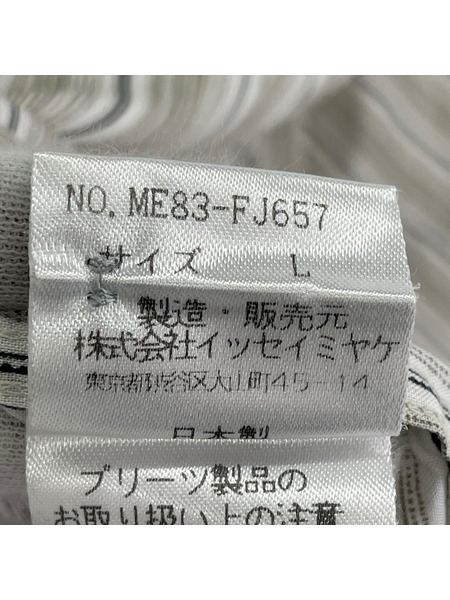 NO. ME83-FJ657
サイズ L
製造・販売元
株式会社イッセイミヤケ
東京都渋谷区大山町45-14
日本製
プリーツ製品の
お取り扱い上の注意